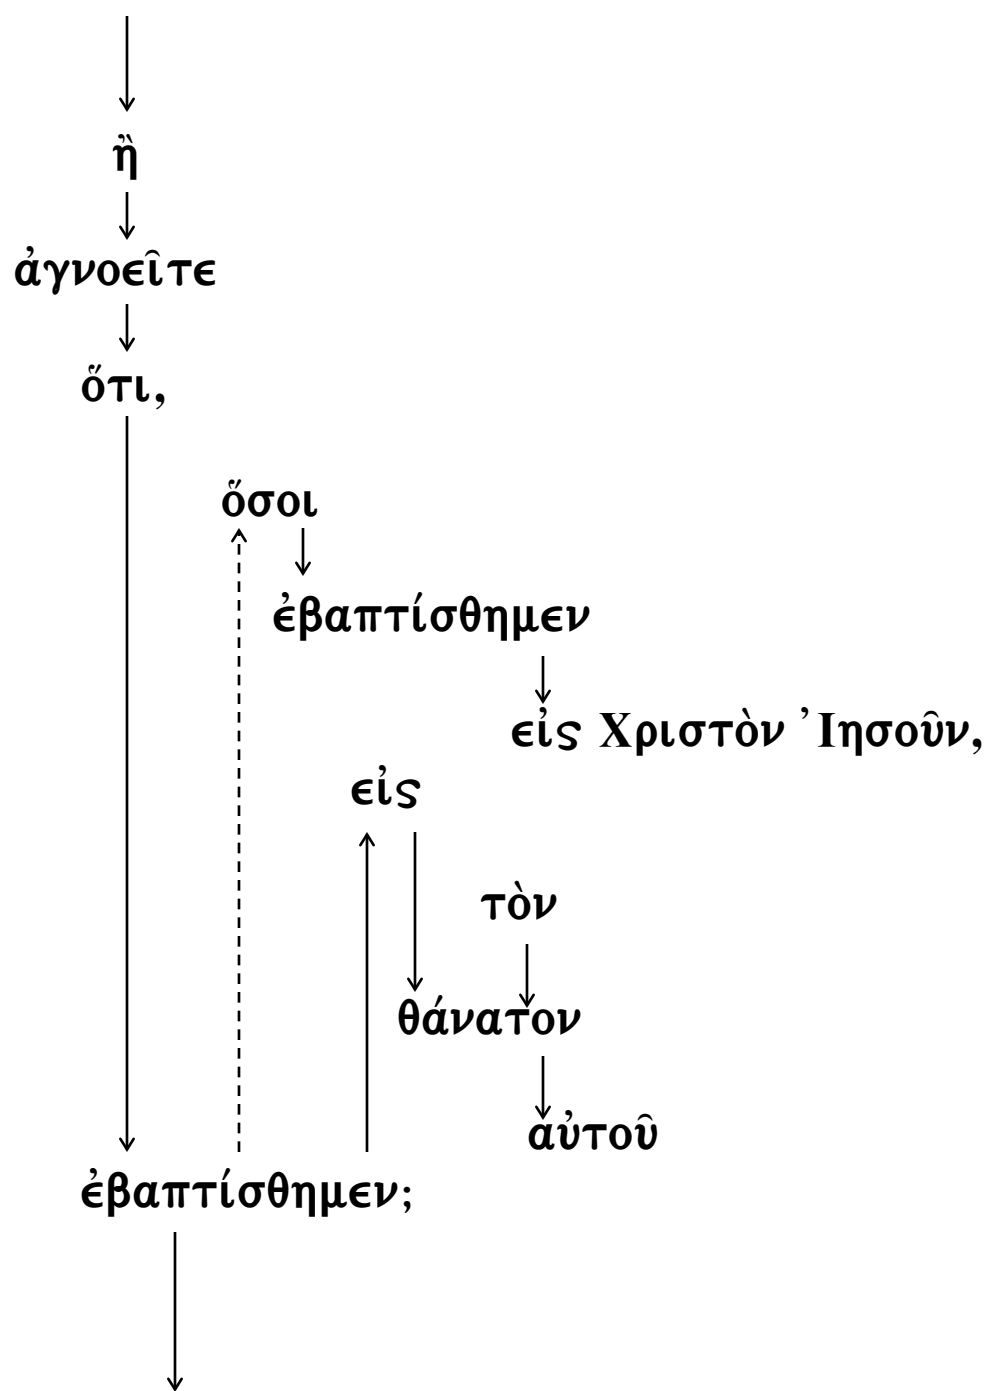 ἢ
ἀγνοεῖτε
ὅτι,
ὅσοι
ἐβαπτίσθημεν
εἰς Χριστὸν Ἰησοῦν,
εἰς
τὸν
θάνατον
αὐτοῦ
ἐβαπτίσθημεν;